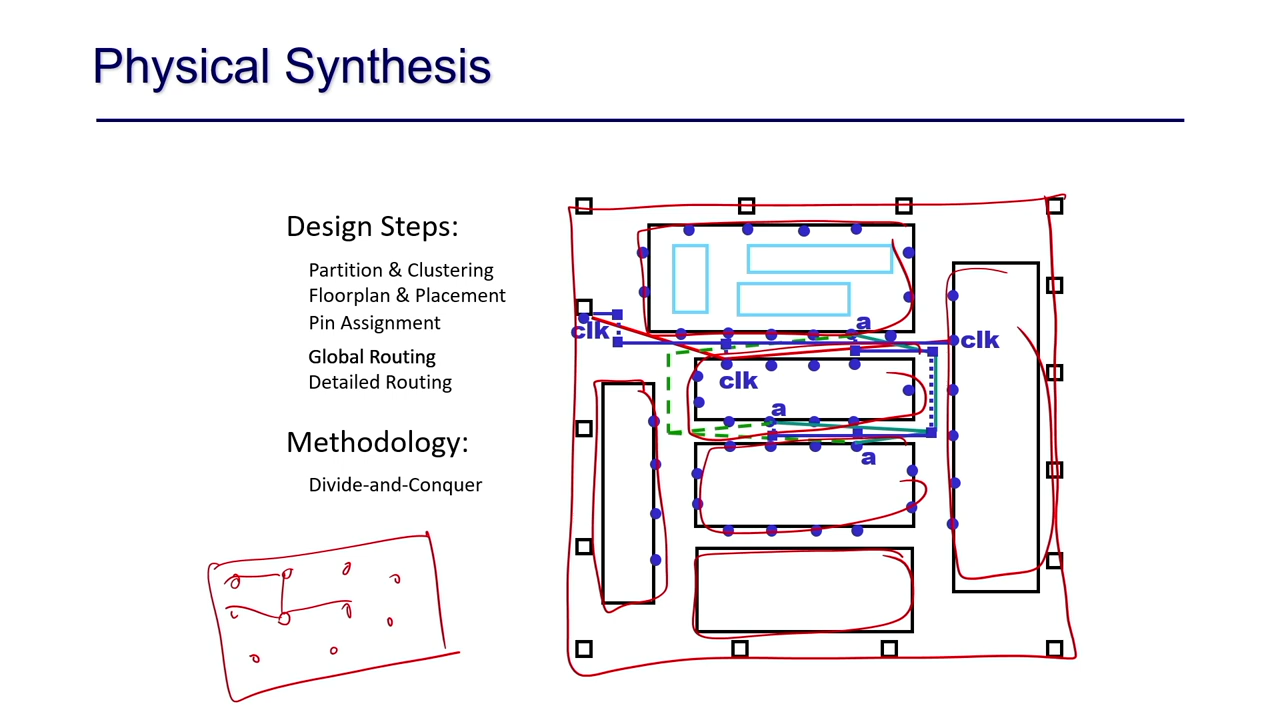 Physical Synthesis
Design Steps:
Partition & Clustering
Floorplan & Placement
Pin Assignment
Global Routing
Detailed Routing
Methodology:
Divide-and-Conquer
a
clk
clk
clk
a
a